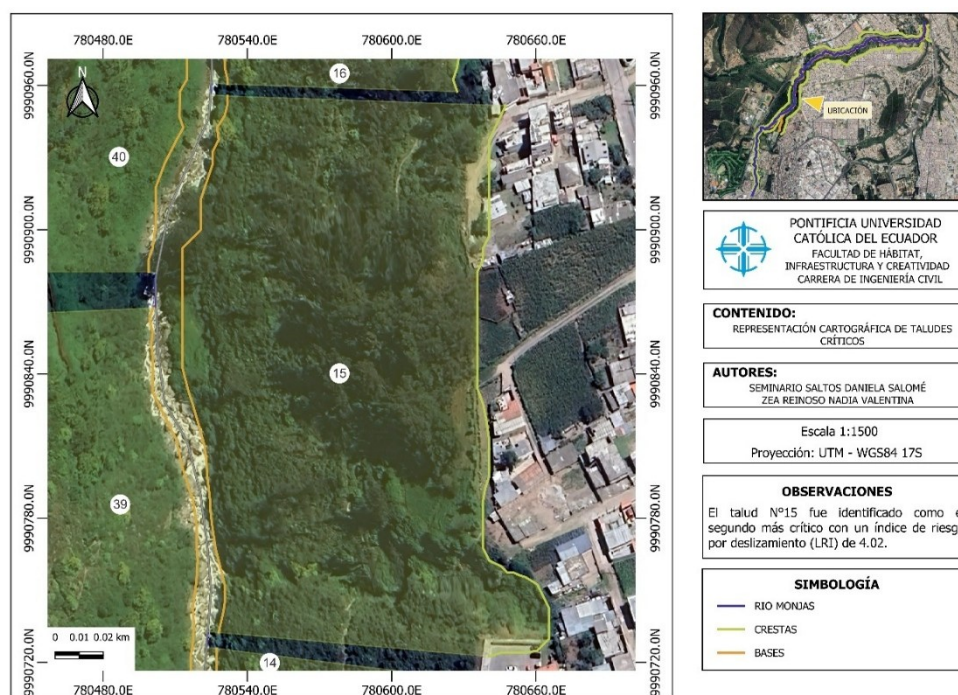 780480.0E 780540.0E 780600.0E 780660.0E
9990960.0N 9990960.0N
9990900.0N 9990900.0N
9990840.0N 9990840.0N
9990780.0N 9990780.0N
9990720.0N 9990720.0N
N
16
40
15
39
14
0 0.01 0.02 km
780480.0E 780540.0E 780600.0E 780660.0E
UBICACIÓN
PONTIFICIA UNIVERSIDAD
CATÓLICA DEL ECUADOR
FACULTAD DE HÁBITAT,
INFRAESTRUCTURA Y CREATIVIDAD
CARRERA DE INGENIERÍA CIVIL
CONTENIDO:
REPRESENTACIÓN CARTOGRÁFICA DE TALUDES
CRÍTICOS
AUTORES:
SEMINARIO SALTOS DANIELA SALOMÉ
ZEA REINOSO NADIA VALENTINA
Escala 1:1500
Proyección: UTM - WGS84 17S
OBSERVACIONES
El talud N°15 fue identificado como e
segundo más crítico con un índice de riesg
por deslizamiento (LRI) de 4.02.
SIMBOLOGÍA
RIO MONJAS
CRESTAS
BASES